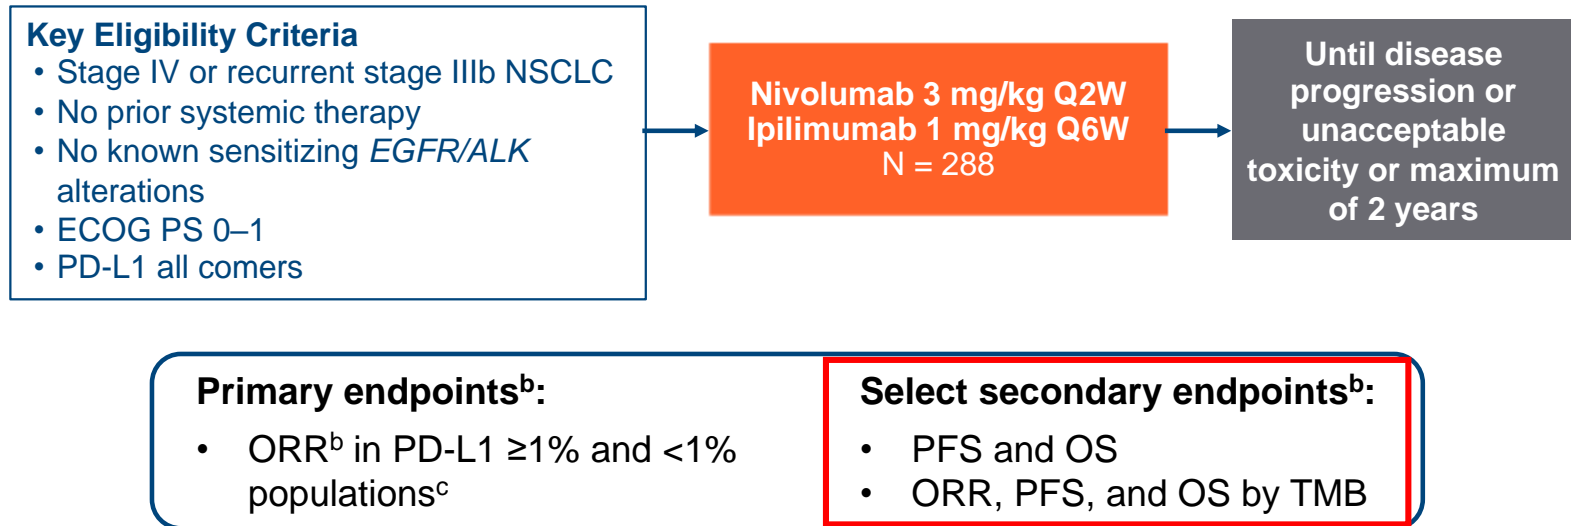 Key Eligibility Criteria
• Stage IV or recurrent stage IIIb NSCLC
• No prior systemic therapy
• No known sensitizing EGFR/ALK
alterations
• ECOG PS 0–1
• PD-L1 all comers
Nivolumab 3 mg/kg Q2W
Ipilimumab 1 mg/kg Q6W
N = 288
Until disease
progression or
unacceptable
toxicity or maximum
of 2 years
Primary endpointsᵇ:
• ORRᵇ in PD-L1 ≥1% and <1%
populationsᶜ
Select secondary endpointsᵇ:
• PFS and OS
• ORR, PFS, and OS by TMB